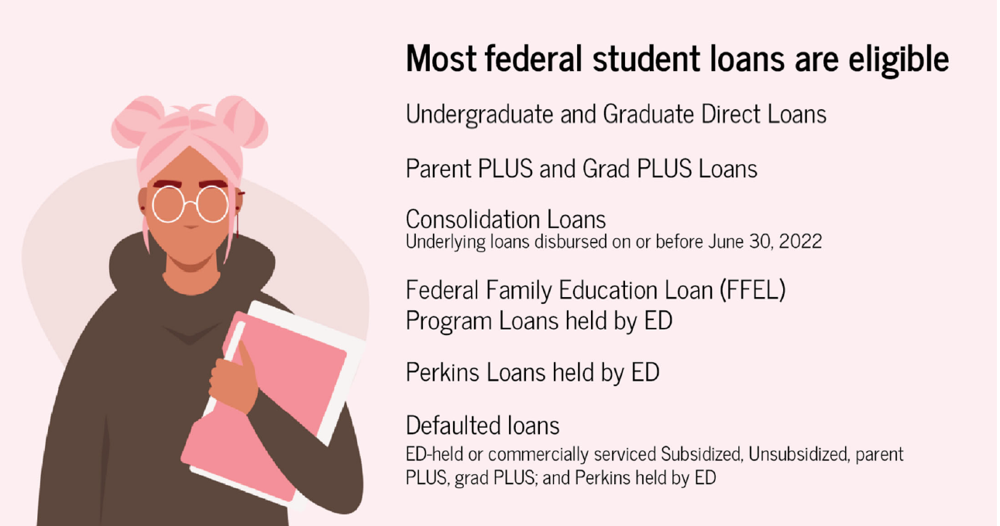 Most federal student loans are eligible
Undergraduate and Graduate Direct Loans
Parent PLUS and Grad PLUS Loans
Consolidation Loans
Underlying loans disbursed on or before June 30, 2022
Federal Family Education Loan (FFEL)
Program Loans held by ED
Perkins Loans held by ED
Defaulted loans
ED-held or commercially serviced Subsidized, Unsubsidized, parent
PLUS, grad PLUS; and Perkins held by ED